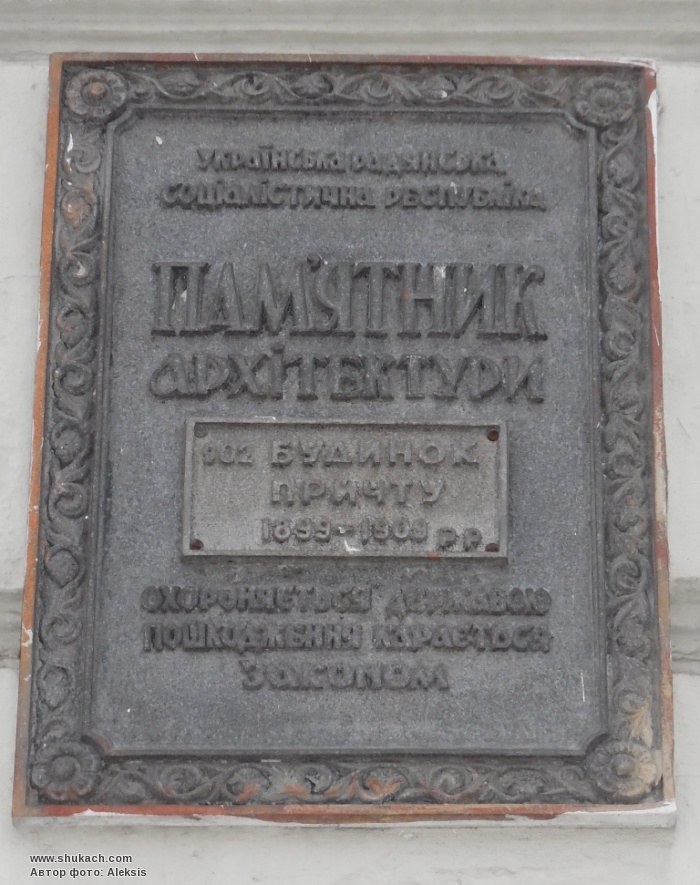 Українська Радянська
Соціалістична Республіка
ПАМ'ЯТНИК
АРХІТЕКТУРИ
902 БУДИНОК
ПРИЧТУ
1899-1909 РР
ОХОРОНЯЄТЬСЯ ДЕРЖАВОЮ
ПОШКОДЖЕННЯ КАРАЄТЬСЯ
ЗАКОНОМ
www.shukach.com
Автор фото: Aleksis